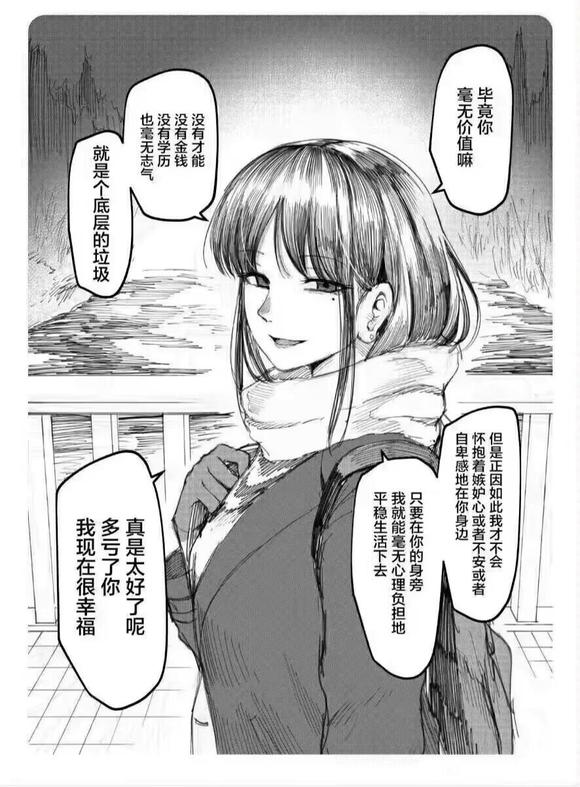 毕竟你
毫无价值嘛
没有才能
没有金钱
没有学历
也毫无志气
就是个底层的垃圾
但是正因如此我才不会
怀抱着嫉妒心或者不安或者
自卑感地在你身边
只要在你的身旁
我就能毫无心理负担地
平稳生活下去
真是太好了呢
多亏了你
我现在很幸福